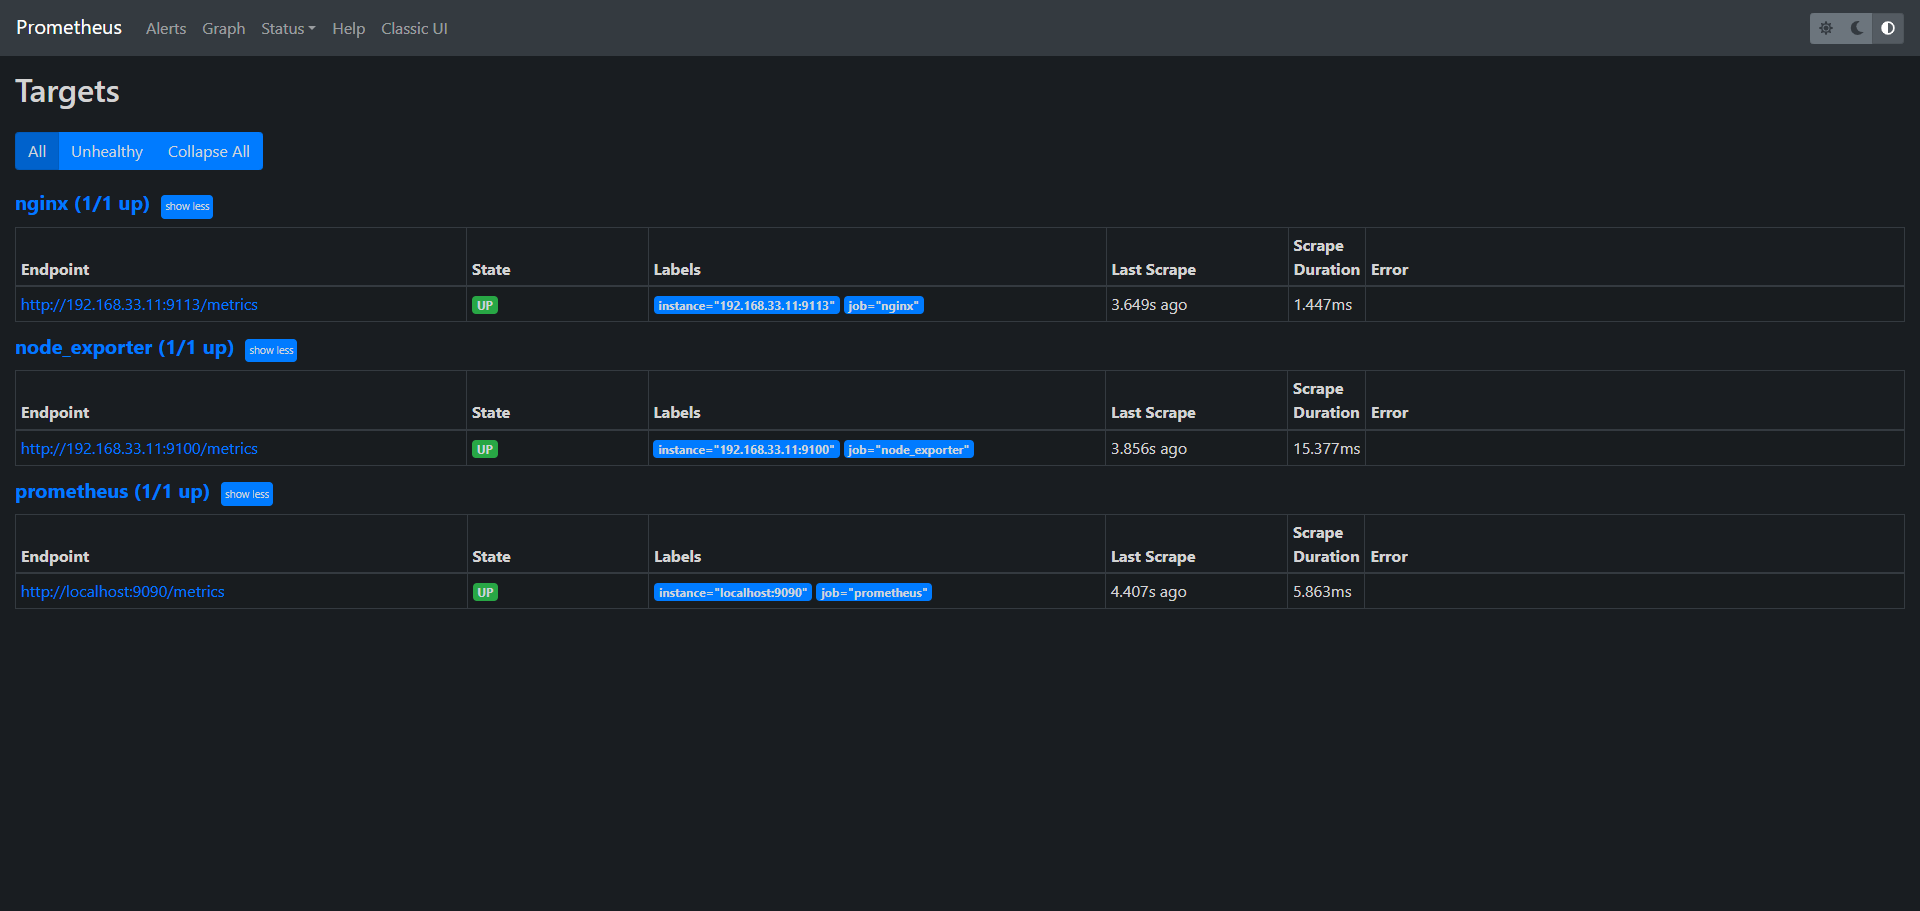 Prometheus Alerts Graph Status Help Classic UI
Targets
All Unhealthy Collapse All
nginx (1/1 up) show less
Endpoint State Labels Last Scrape Scrape Duration Error
http://192.168.33.11:9113/metrics UP instance="192.168.33.11:9113" job="nginx" 3.649s ago 1.447ms
node_exporter (1/1 up) show less
Endpoint State Labels Last Scrape Scrape Duration Error
http://192.168.33.11:9100/metrics UP instance="192.168.33.11:9100" job="node_exporter" 3.856s ago 15.377ms
prometheus (1/1 up) show less
Endpoint State Labels Last Scrape Scrape Duration Error
http://localhost:9090/metrics UP instance="localhost:9090" job="prometheus" 4.407s ago 5.863ms